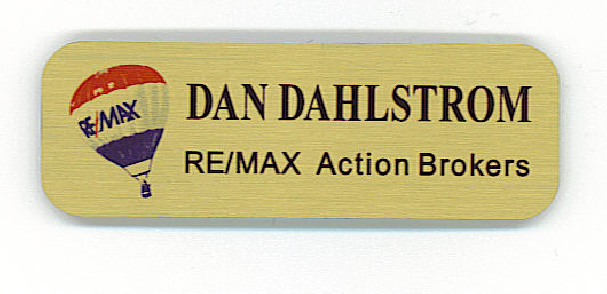 RE/MAX
DAN DAHLSTROM
RE/MAX Action Brokers